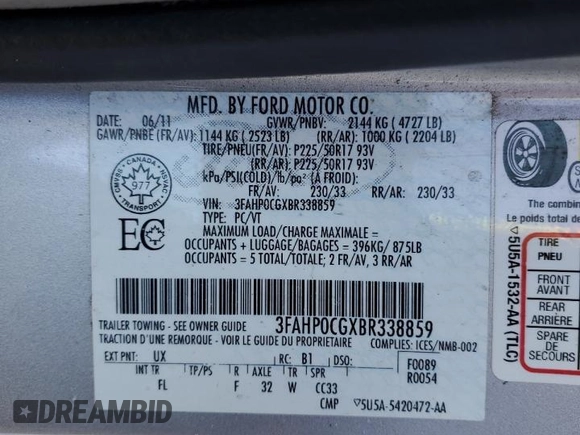 MFD. BY FORD MOTOR CO.
DATE: 06/11 GVWR/PNBV: 2144 KG ( 4727 LB)
GAWR/PNBE (FR/AV): 1144 KG ( 2523 LB) (RR/AR): 1000 KG ( 2204 LB)
TIRE/PNEU(FR/AV): P225/50R17 93V
(RR/AR): P225/50R17 93V
kPa/PSI(COLD)/lb/po² (À FROID):
FR/AV: 230/33 RR/AR: 230/33
VIN: 3FAHP0CGXBR338859
TYPE: PC/VT
MAXIMUM LOAD/CHARGE MAXIMALE =
OCCUPANTS + LUGGAGE/BAGAGES = 396KG/ 875LB
OCCUPANTS = 5 TOTAL/TOTALE; 2 FR/AV, 3 RR/AR
CMVSS • CANADA • NSVAC
977
TRANSPORT
EC
3FAHP0CGXBR338859
TRAILER TOWING - SEE OWNER GUIDE
TRACTION D'UNE REMORQUE - VOIR LE GUIDE DU PROPRIETAIRE COMPLIES: ICES/NMB-002
EXT PNT: UX RC: B1 DSO: F0089
R0054
INT TR TP/PS R AXLE TR SPR
FL F 32 W CC33
CMP ▽5U5A-5420472-AA
▽5U5A-1532-AA (TLC)
The combine
Le poids total
TIRE
PNEU
FRONT
AVANT
REAR
ARRIÈRE
SPARE
DE
SECOURS
DREAMBID